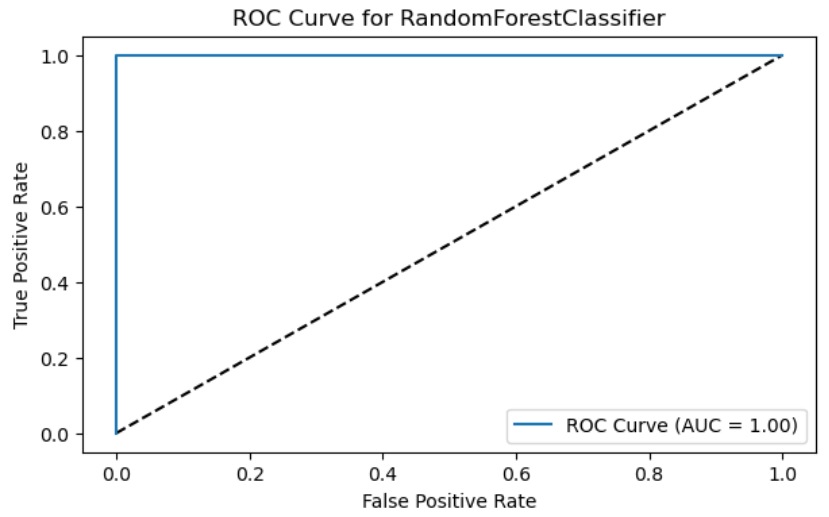 ROC Curve for RandomForestClassifier
True Positive Rate
1.0
0.8
0.6
0.4
0.2
0.0
ROC Curve (AUC = 1.00)
0.0 0.2 0.4 0.6 0.8 1.0
False Positive Rate